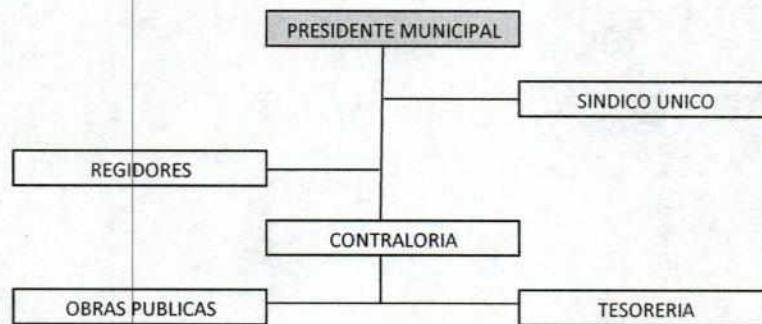 PRESIDENTE MUNICIPAL
SINDICO UNICO
REGIDORES
CONTRALORIA
OBRAS PUBLICAS
TESORERIA